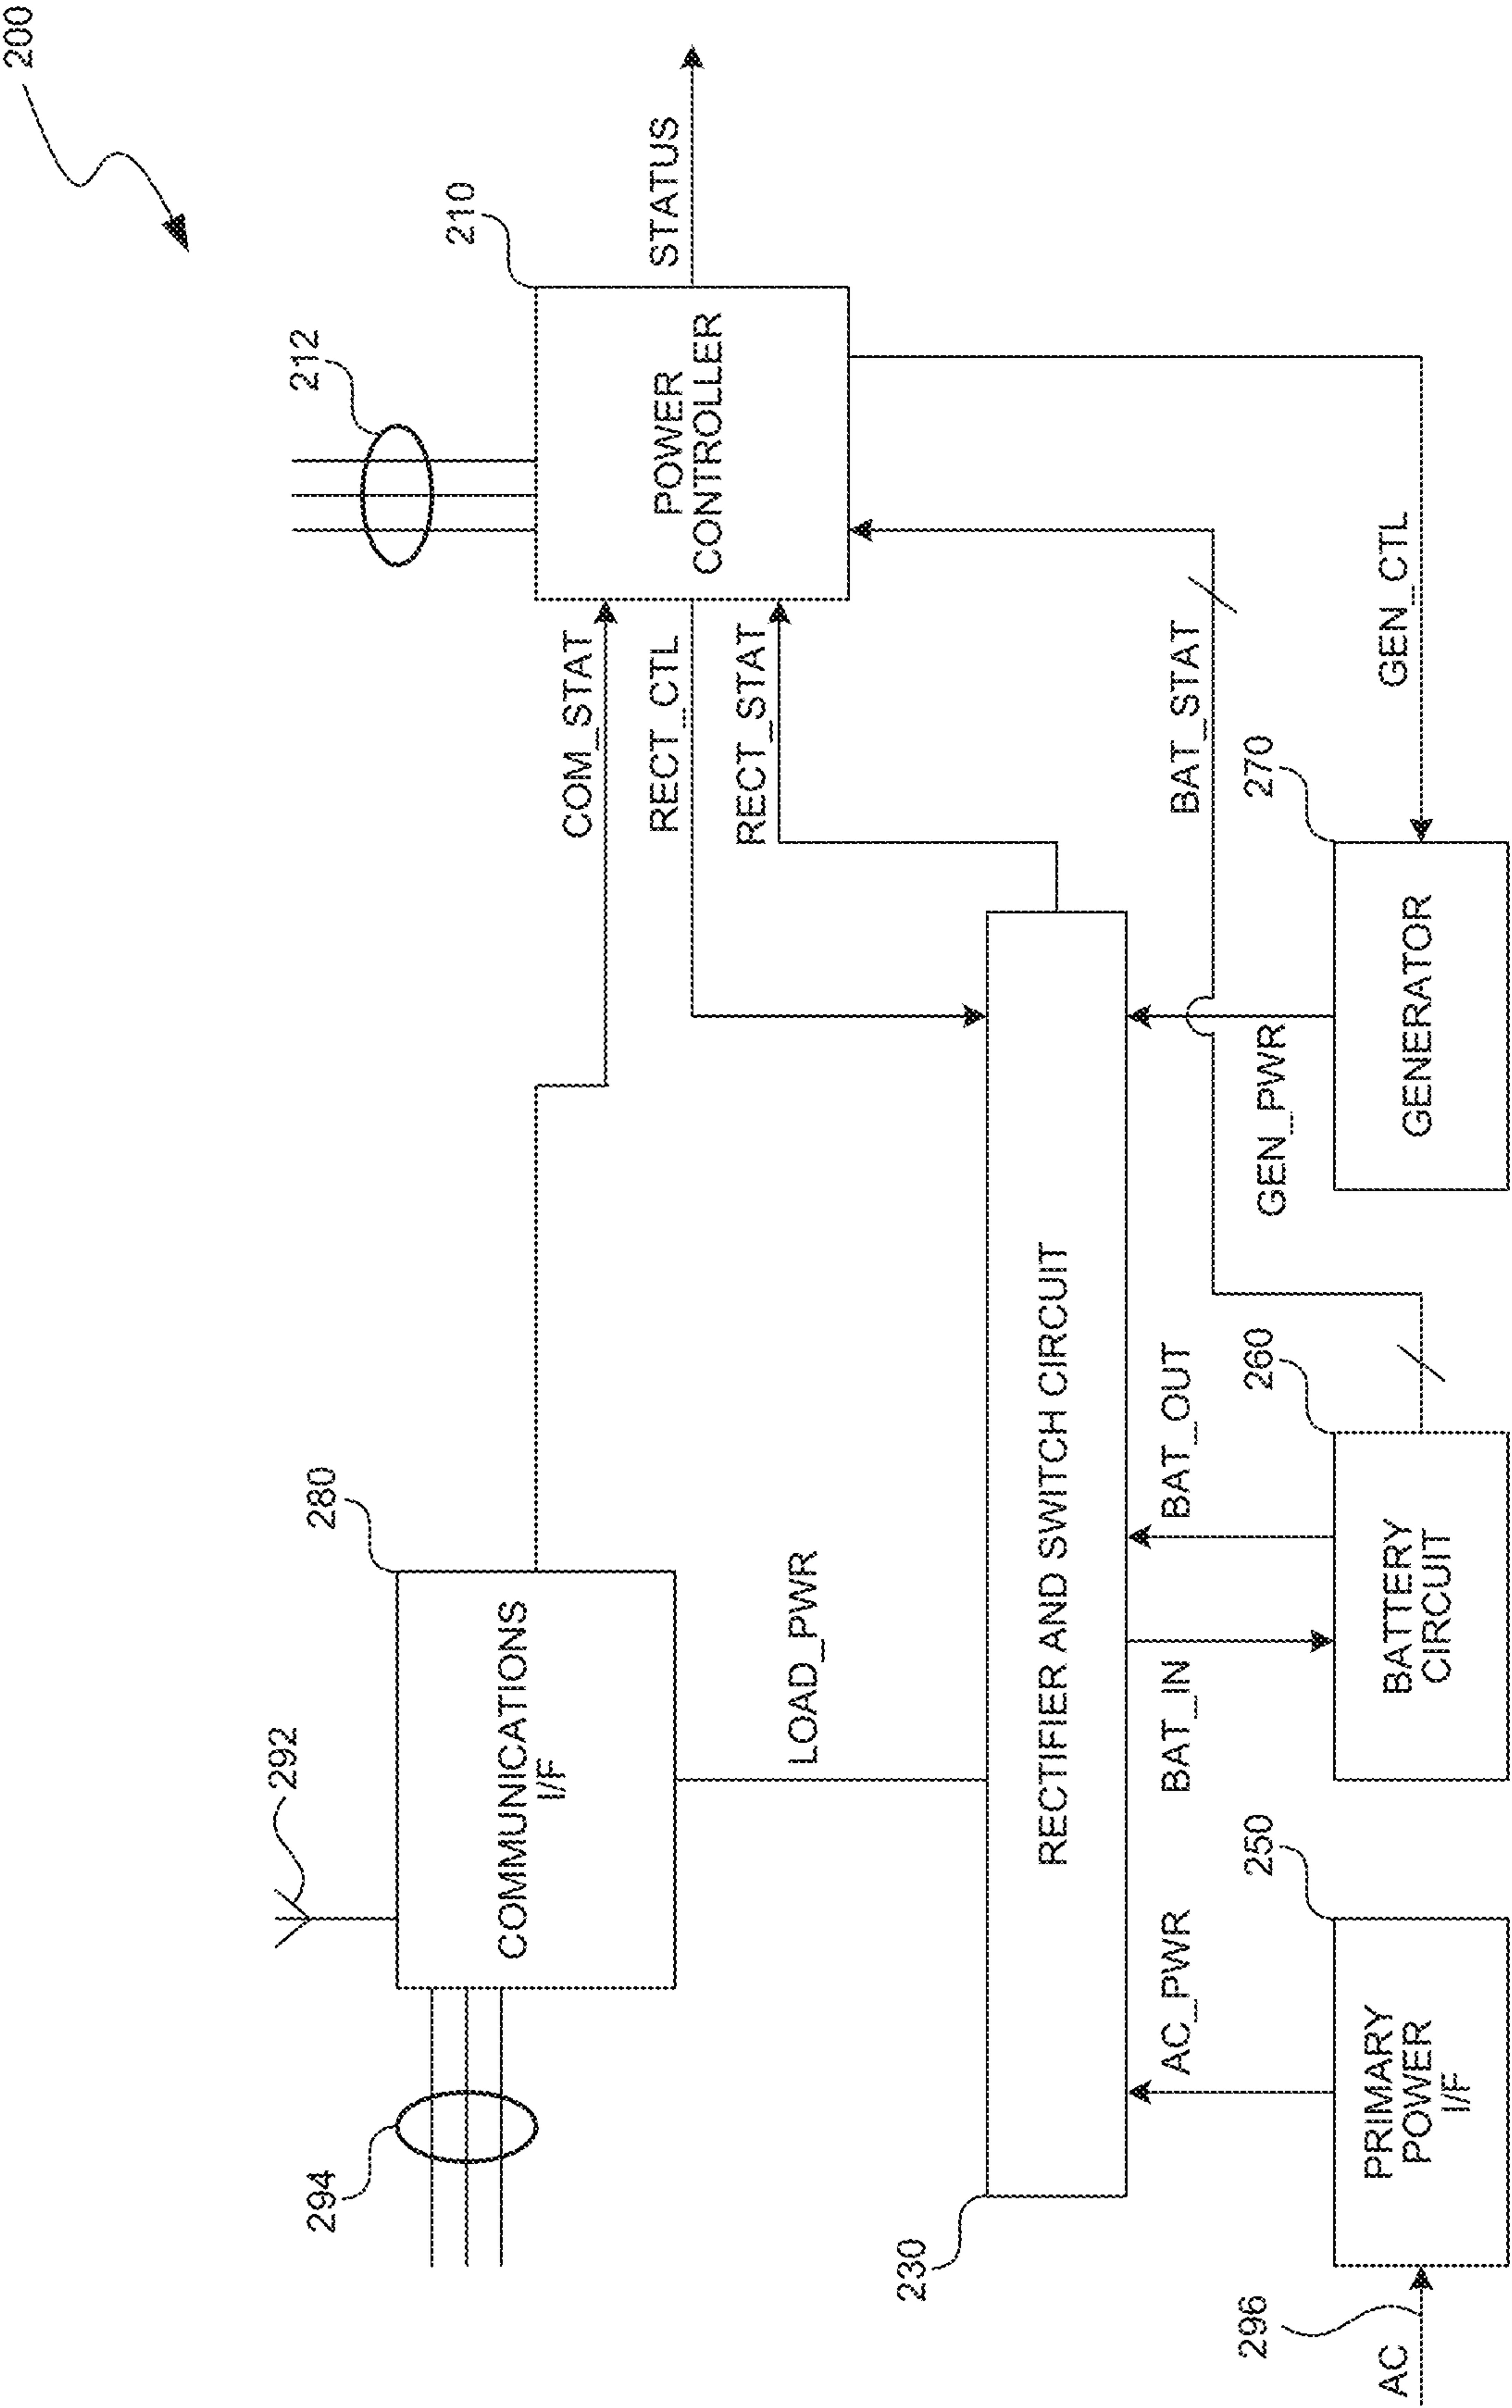 200
294
292
280
COMMUNICATIONS
I/F
212
210
COM_STAT
RECT_CTL
RECT_STAT
POWER
CONTROLLER
STATUS
LOAD_PWR
230
RECTIFIER AND SWITCH CIRCUIT
AC_PWR
BAT_IN
BAT_OUT
GEN_PWR
BAT_STAT
GEN_CTL
AC
296
250
PRIMARY
POWER
I/F
260
BATTERY
CIRCUIT
270
GENERATOR